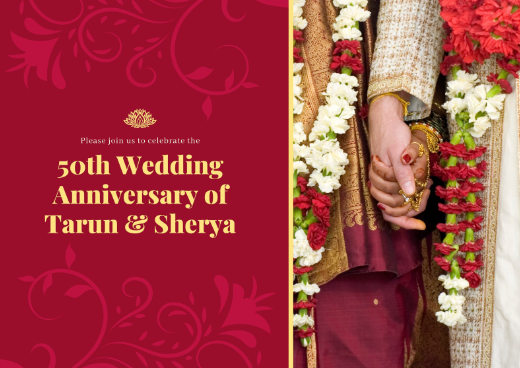 Please join us to celebrate the
50th Wedding
Anniversary of
Tarun & Sherya